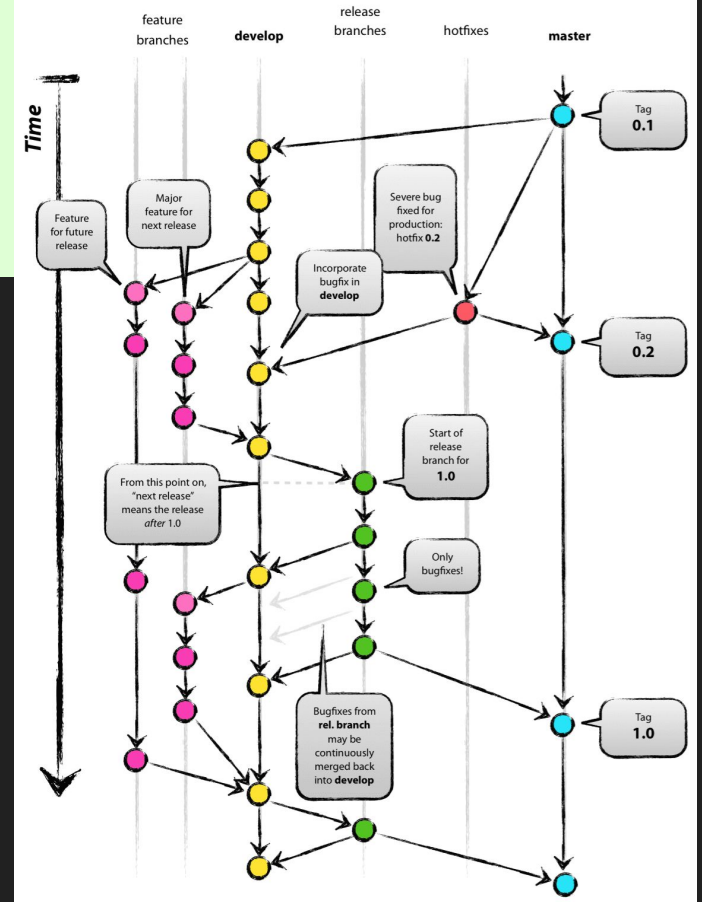 feature
branches
develop
release
branches
hotfixes
master
Time
Tag
0.1
Feature
for future
release
Major
feature for
next release
Severe bug
fixed for
production:
hotfix 0.2
Incorporate
bugfix in
develop
Tag
0.2
Start of
release
branch for
1.0
From this point on,
“next release”
means the release
after 1.0
Only
bugfixes!
Bugfixes from
rel. branch
may be
continuously
merged back
into develop
Tag
1.0